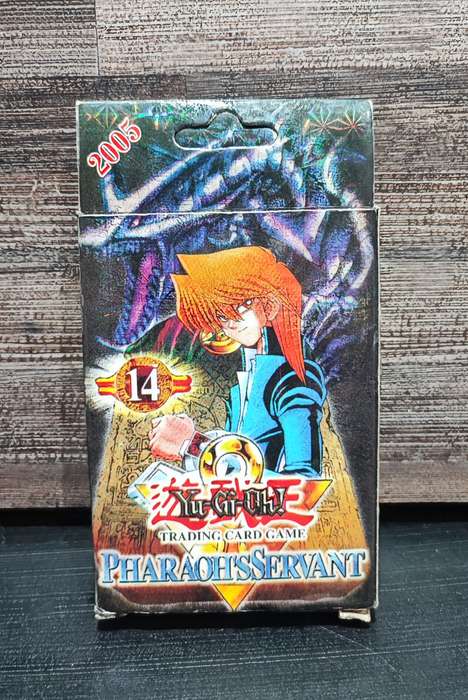 2005
14
遊戯王
Yu-Gi-Oh!
TRADING CARD GAME
PHARAOH'SSERVANT